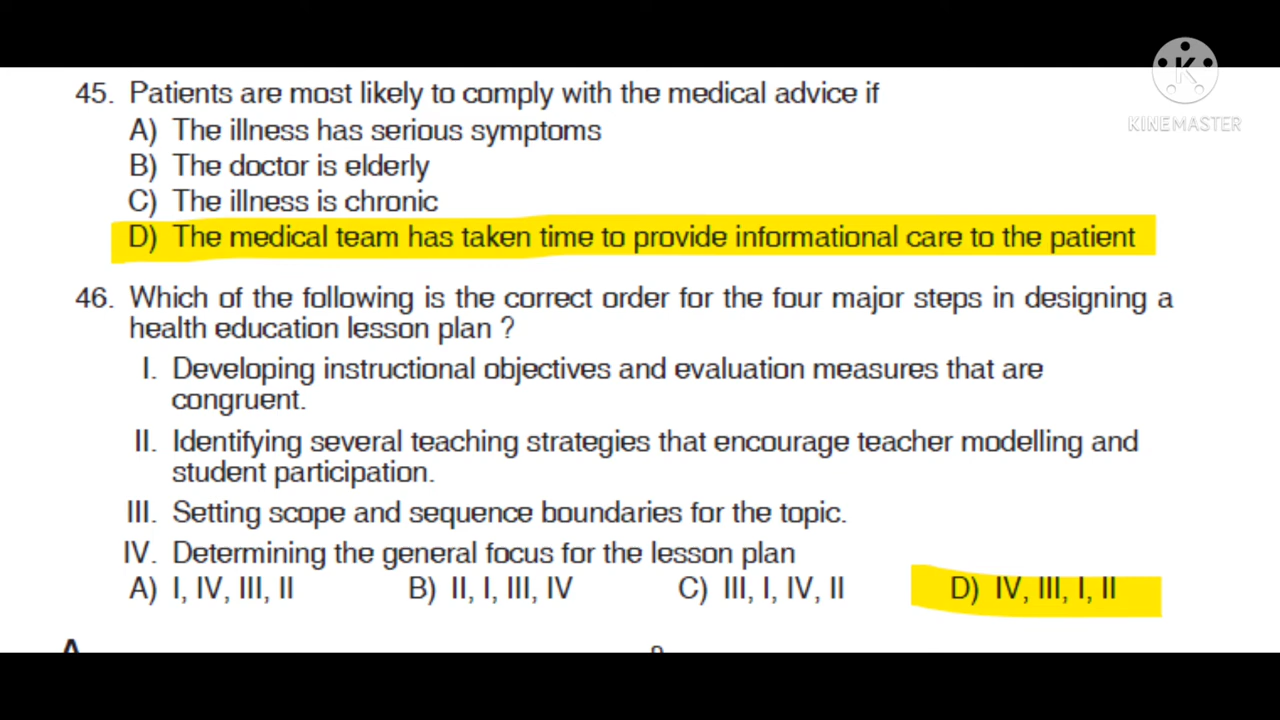 KINEMASTER
45. Patients are most likely to comply with the medical advice if
A) The illness has serious symptoms
B) The doctor is elderly
C) The illness is chronic
D) The medical team has taken time to provide informational care to the patient
46. Which of the following is the correct order for the four major steps in designing a
health education lesson plan ?
I. Developing instructional objectives and evaluation measures that are
congruent.
II. Identifying several teaching strategies that encourage teacher modelling and
student participation.
III. Setting scope and sequence boundaries for the topic.
IV. Determining the general focus for the lesson plan
A) I, IV, III, II B) II, I, III, IV C) III, I, IV, II D) IV, III, I, II